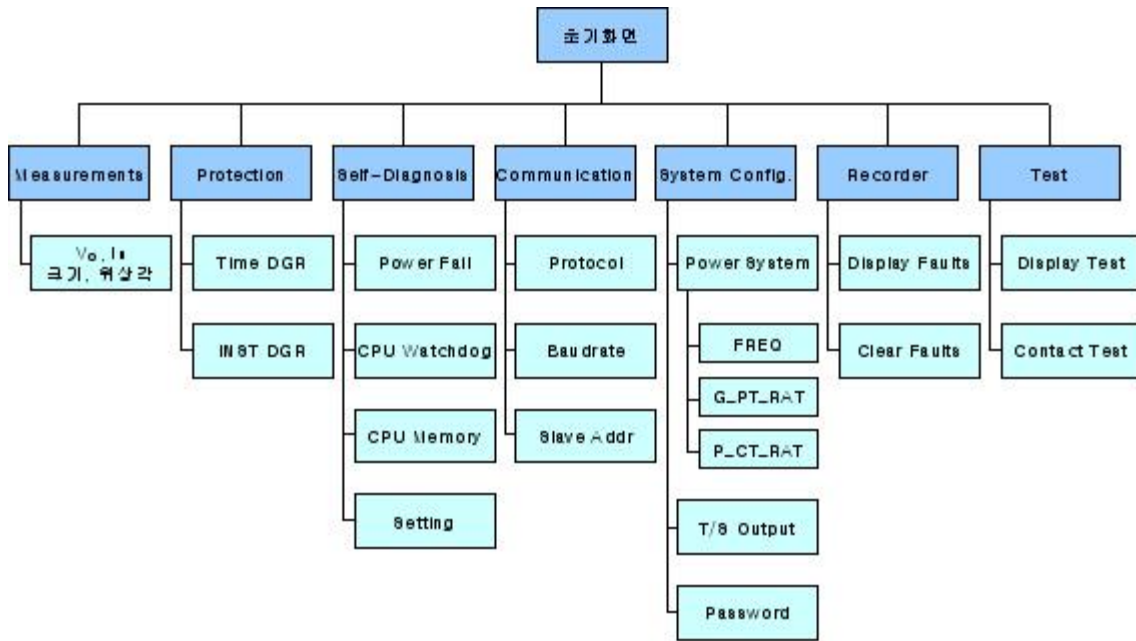 초기화면
Measurements
Protection
Self-Diagnosis
Communication
System Config.
Recorder
Test
Vo, Is
크기, 위상각
Time DGR
INST DGR
Power Fail
CPU Watchdog
CPU Memory
Setting
Protocol
Baudrate
Slave Addr
Power System
FREQ
G_PT_RAT
P_CT_RAT
T/S Output
Password
Display Faults
Clear Faults
Display Test
Contact Test